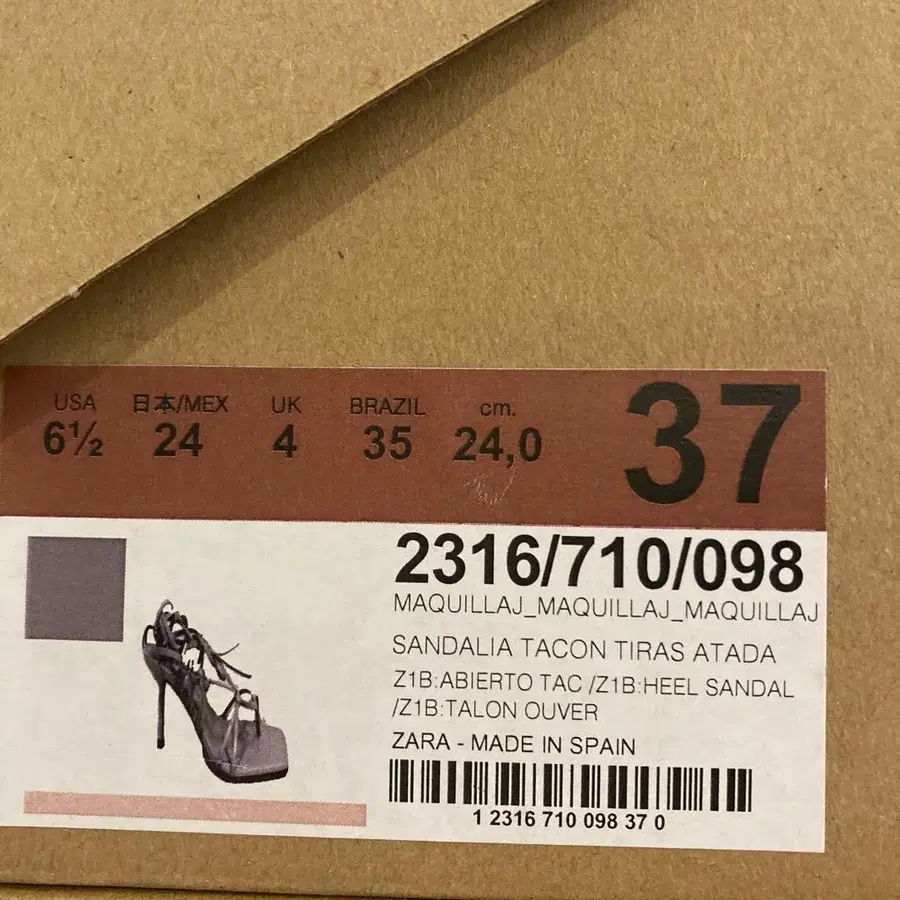 USA 日本/MEX UK BRAZIL cm. 37
6½ 24 4 35 24,0
2316/710/098
MAQUILLAJ_MAQUILLAJ_MAQUILLAJ
SANDALIA TACON TIRAS ATADA
Z1B:ABIERTO TAC /Z1B:HEEL SANDAL
/Z1B:TALON OUVER
ZARA - MADE IN SPAIN
1 2316 710 098 37 0